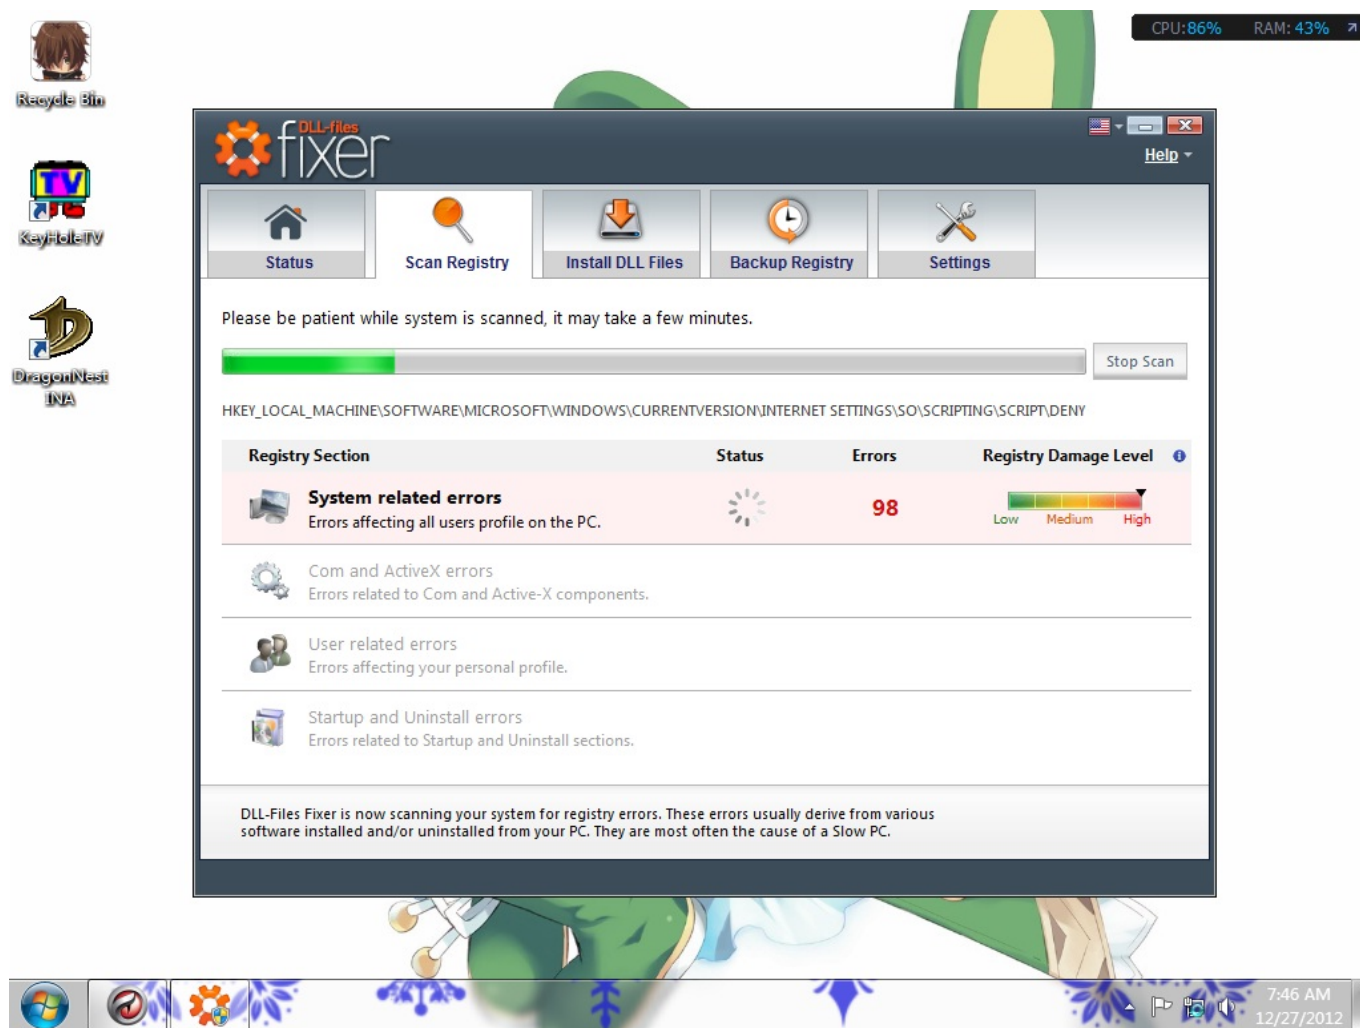 CPU:86% RAM: 43%
Recycle Bin
KeyHoleTV
DragonNest
INA
DLL-files
fixer
Help
Status
Scan Registry
Install DLL Files
Backup Registry
Settings
Please be patient while system is scanned, it may take a few minutes.
Stop Scan
HKEY_LOCAL_MACHINE\SOFTWARE\MICROSOFT\WINDOWS\CURRENTVERSION\INTERNET SETTINGS\SO\SCRIPTING\SCRIPT\DENY
Registry Section Status Errors Registry Damage Level
System related errors
Errors affecting all users profile on the PC.
98
Low Medium High
Com and ActiveX errors
Errors related to Com and Active-X components.
User related errors
Errors affecting your personal profile.
Startup and Uninstall errors
Errors related to Startup and Uninstall sections.
DLL-Files Fixer is now scanning your system for registry errors. These errors usually derive from various
software installed and/or uninstalled from your PC. They are most often the cause of a Slow PC.
7:46 AM
12/27/2012
TV